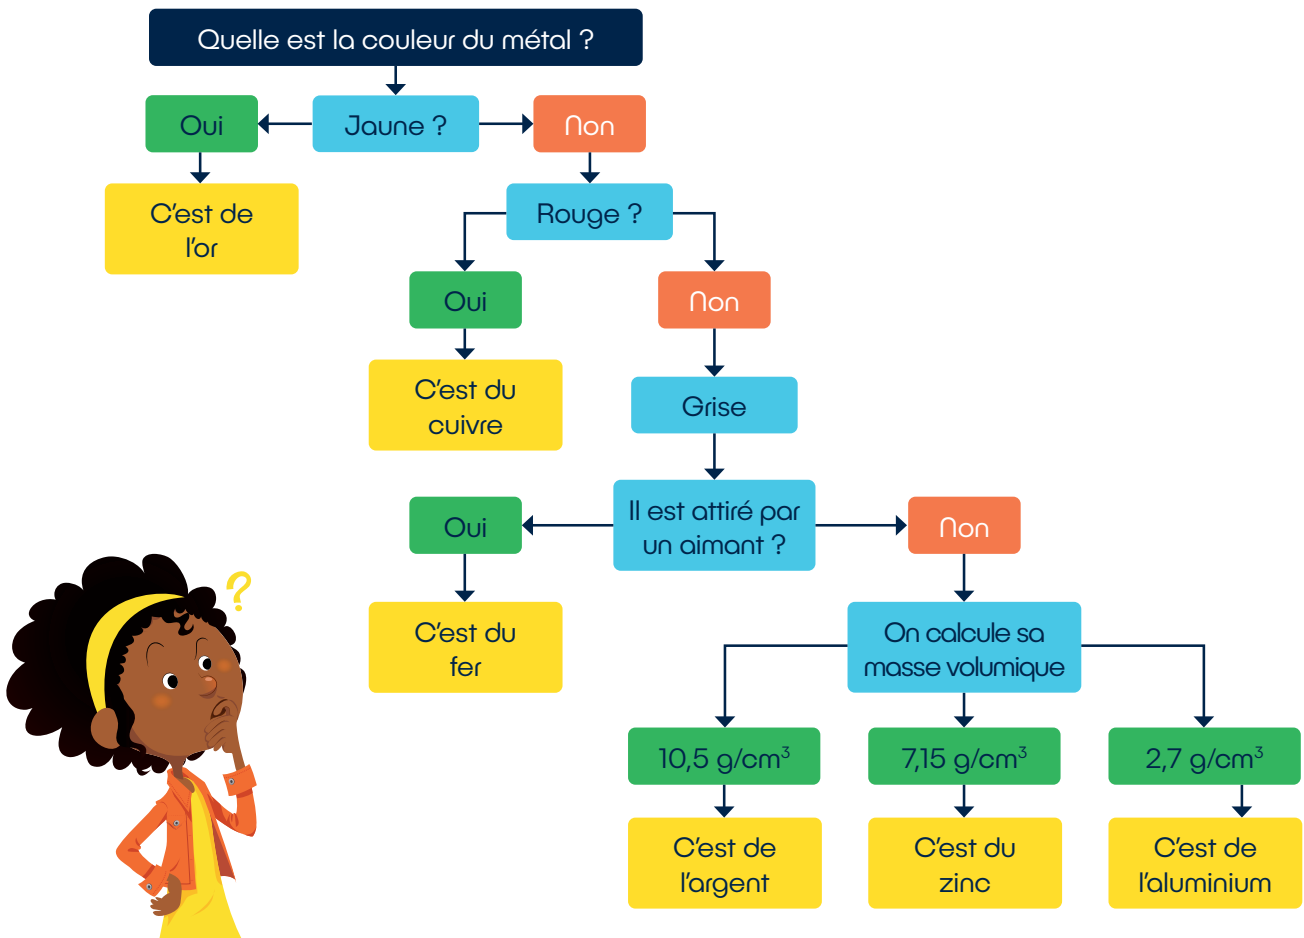 Quelle est la couleur du métal ?
Oui
Jaune ?
Non
C'est de
l'or
Rouge ?
Oui
Non
C'est du
cuivre
Grise
Oui
Il est attiré par
un aimant ?
Non
?
C'est du
fer
On calcule sa
masse volumique
10,5 g/cm³
7,15 g/cm³
2,7 g/cm³
C'est de
l'argent
C'est du
zinc
C'est de
l'aluminium